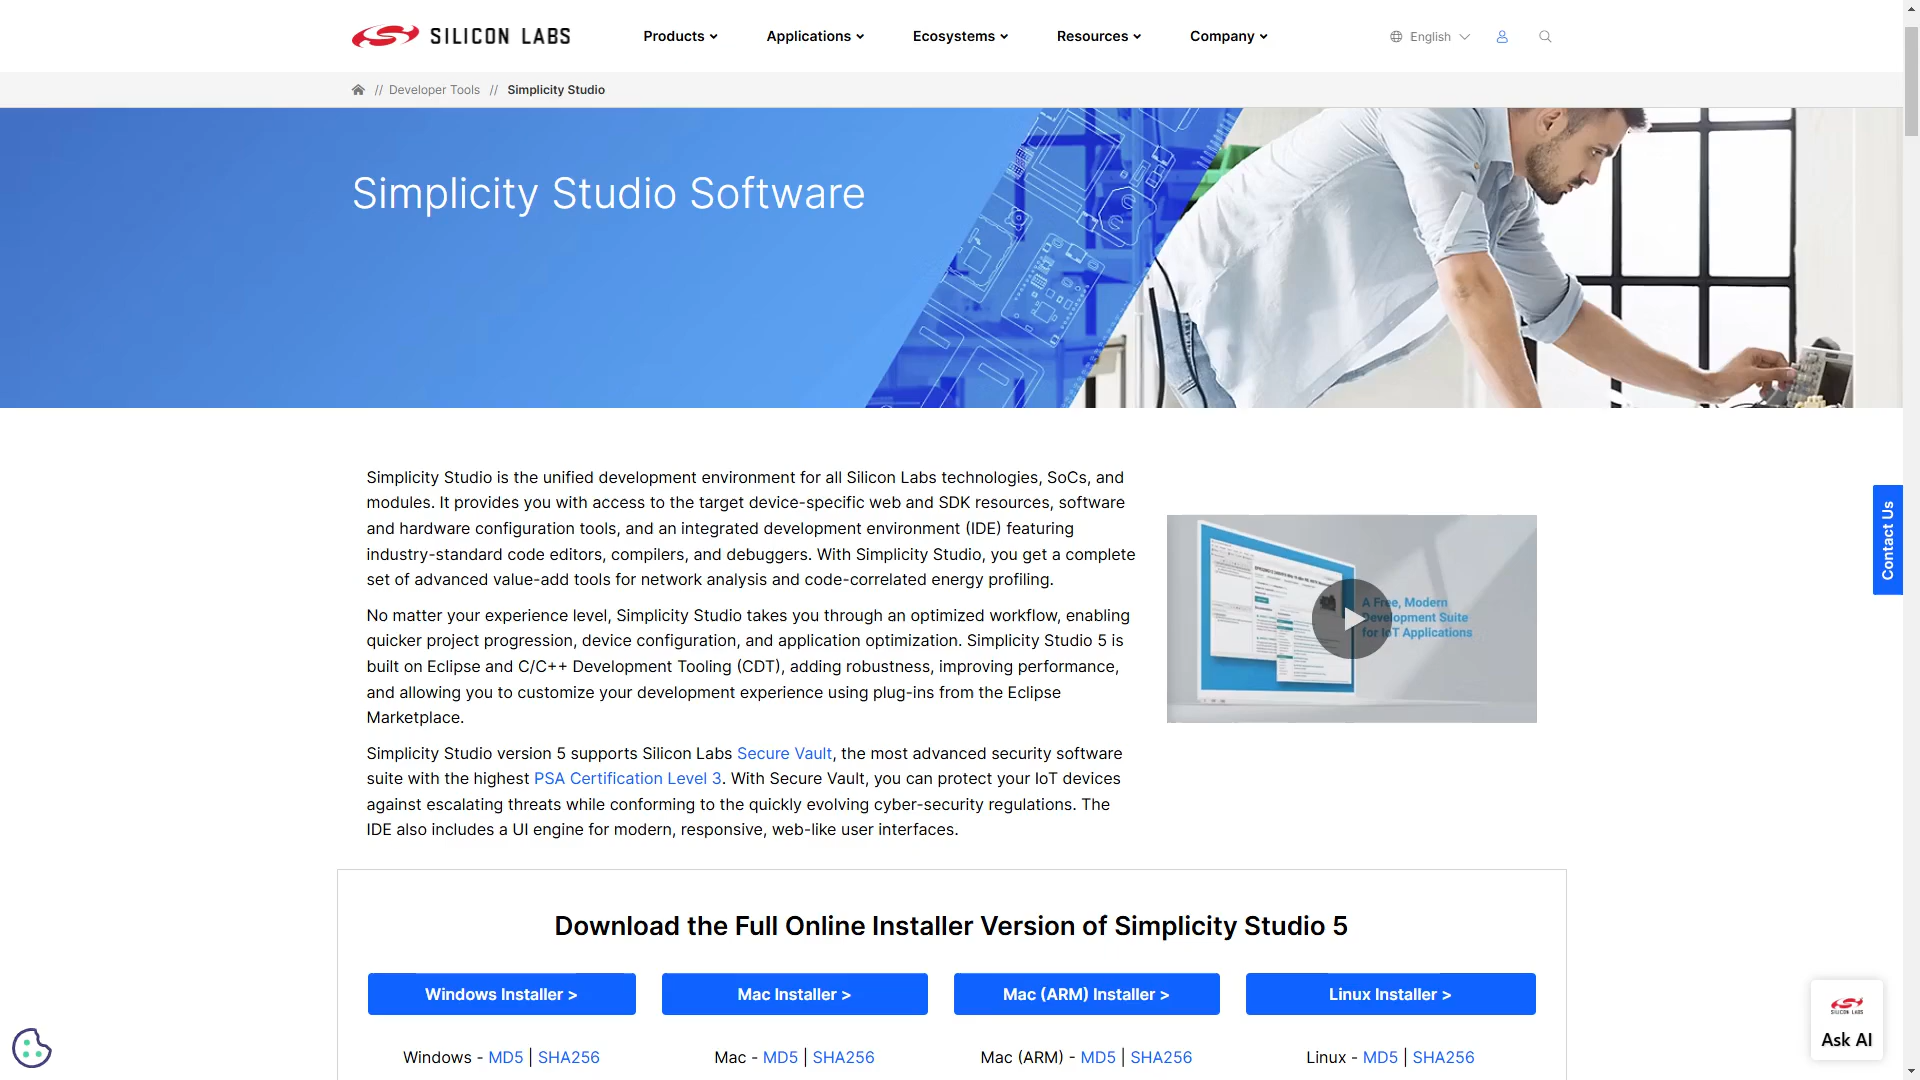 SILICON LABS
Products
Applications
Ecosystems
Resources
Company
English
// Developer Tools // Simplicity Studio
Simplicity Studio Software
Simplicity Studio is the unified development environment for all Silicon Labs technologies, SoCs, and
modules. It provides you with access to the target device-specific web and SDK resources, software
and hardware configuration tools, and an integrated development environment (IDE) featuring
industry-standard code editors, compilers, and debuggers. With Simplicity Studio, you get a complete
set of advanced value-add tools for network analysis and code-correlated energy profiling.
No matter your experience level, Simplicity Studio takes you through an optimized workflow, enabling
quicker project progression, device configuration, and application optimization. Simplicity Studio 5 is
built on Eclipse and C/C++ Development Tooling (CDT), adding robustness, improving performance,
and allowing you to customize your development experience using plug-ins from the Eclipse
Marketplace.
Simplicity Studio version 5 supports Silicon Labs Secure Vault, the most advanced security software
suite with the highest PSA Certification Level 3. With Secure Vault, you can protect your IoT devices
against escalating threats while conforming to the quickly evolving cyber-security regulations. The
IDE also includes a UI engine for modern, responsive, web-like user interfaces.
A Free, Modern
Development Suite
for IoT Applications
Contact Us
Download the Full Online Installer Version of Simplicity Studio 5
Windows Installer >
Mac Installer >
Mac (ARM) Installer >
Linux Installer >
Windows - MD5 | SHA256
Mac - MD5 | SHA256
Mac (ARM) - MD5 | SHA256
Linux - MD5 | SHA256
SILICON LABS
Ask AI